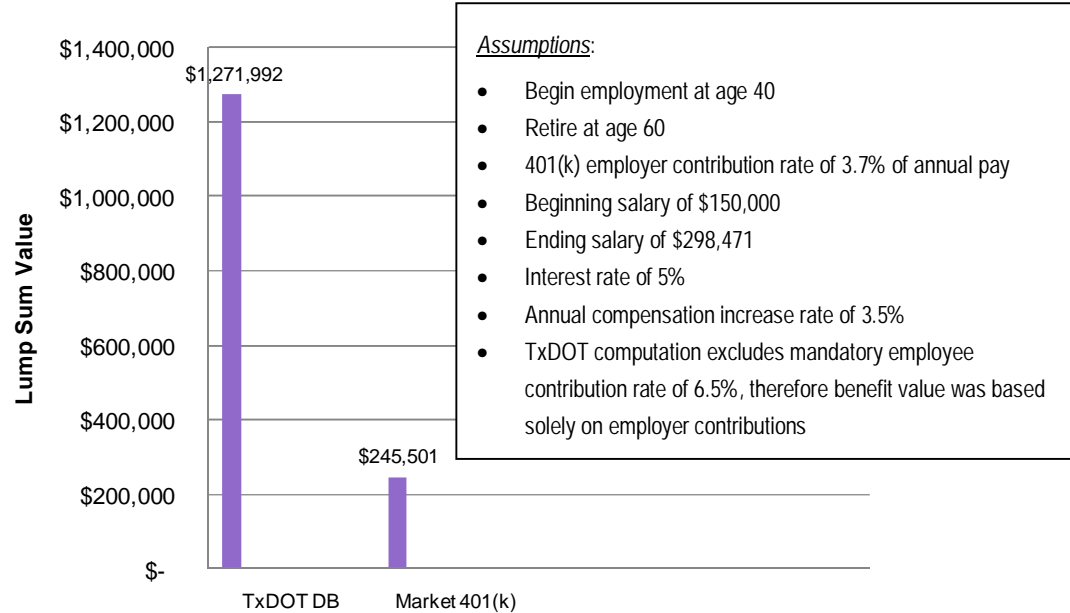 Lump Sum Value
$1,400,000
$1,200,000
$1,000,000
$800,000
$600,000
$400,000
$200,000
$-
$1,271,992
$245,501
TxDOT DB
Market 401(k)
Assumptions:
• Begin employment at age 40
• Retire at age 60
• 401(k) employer contribution rate of 3.7% of annual pay
• Beginning salary of $150,000
• Ending salary of $298,471
• Interest rate of 5%
• Annual compensation increase rate of 3.5%
• TxDOT computation excludes mandatory employee
contribution rate of 6.5%, therefore benefit value was based
solely on employer contributions